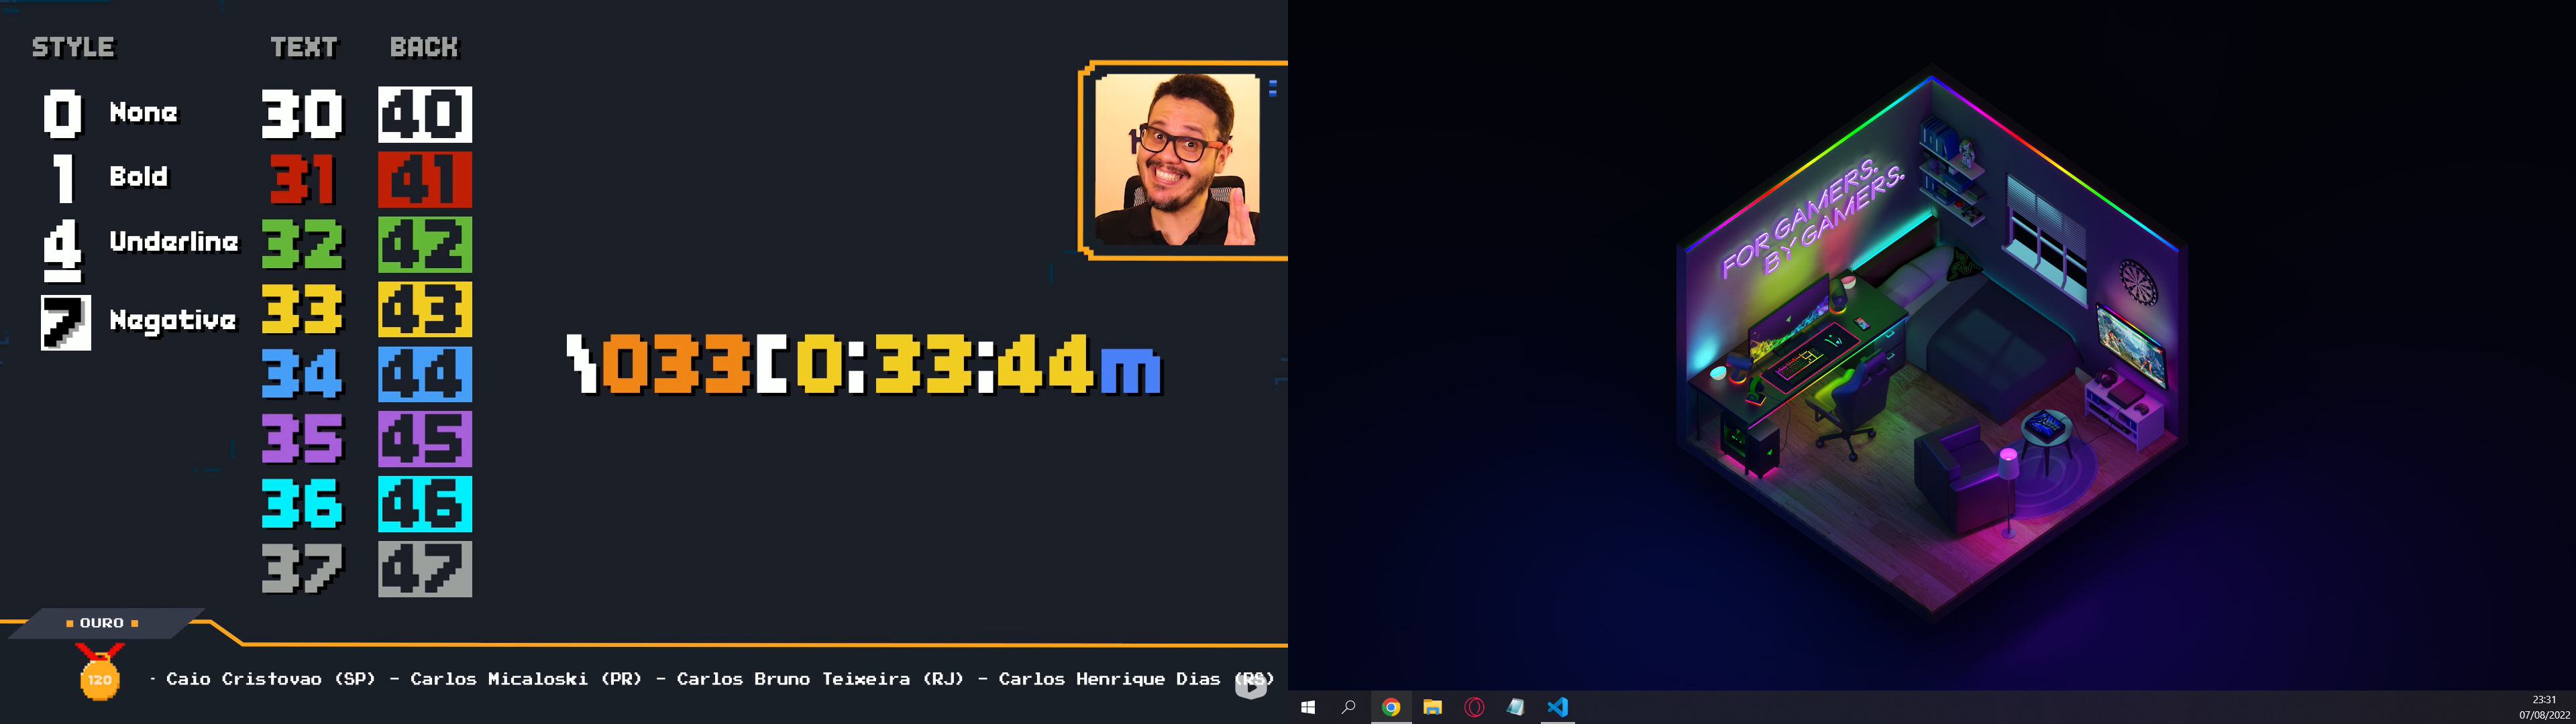 STYLE TEXT BACK
0 None 30 40
1 Bold 31 41
4 Underline 32 42
7 Negative 33 43
34 44
35 45
36 46
37 47
\033[0:33:44m
OURO
120
- Caio Cristovao (SP) - Carlos Micaloski (PR) - Carlos Bruno Teixeira (RJ) - Carlos Henrique Dias (RS)
FOR GAMERS.
BY GAMERS.
23:31
07/08/2022